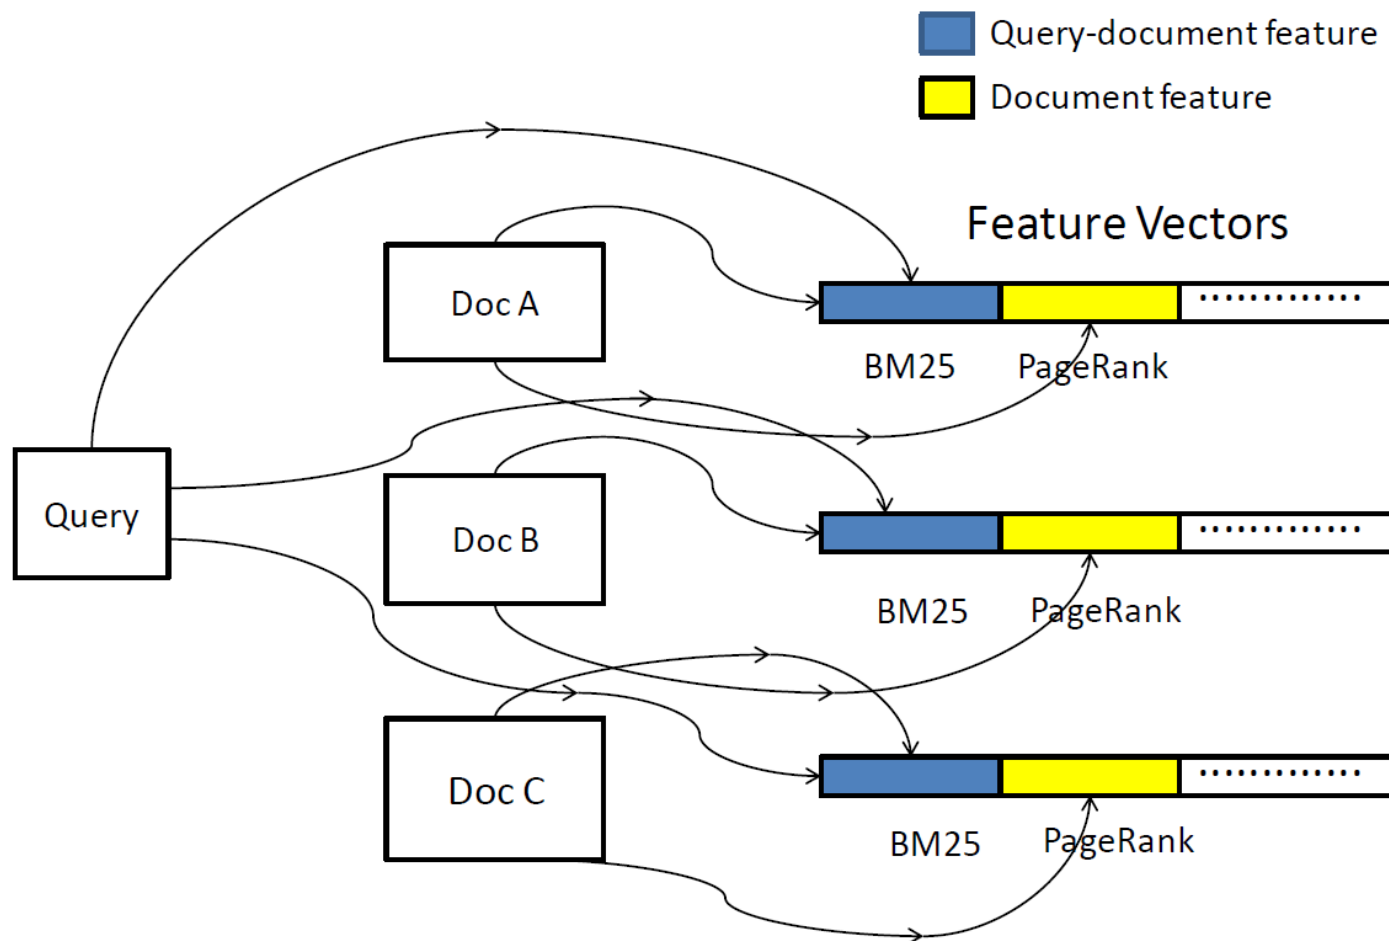 Query-document feature
Document feature
Feature Vectors
Doc A
.............
BM25
PageRank
Query
Doc B
.............
BM25
PageRank
Doc C
.............
BM25
PageRank